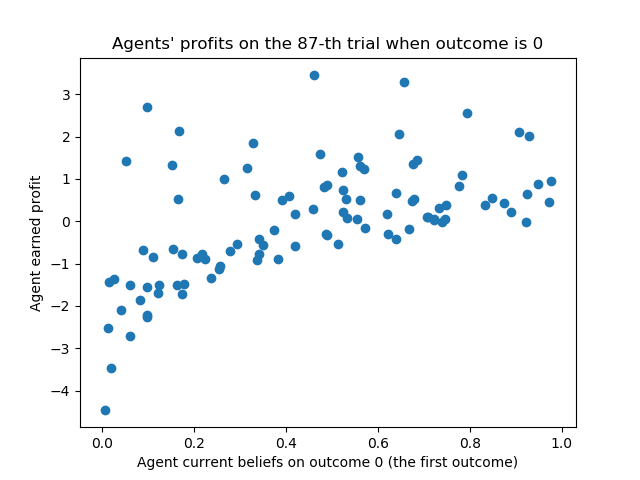 Agents' profits on the 87-th trial when outcome is 0
Agent earned profit
3
2
1
0
−1
−2
−3
−4
0.0 0.2 0.4 0.6 0.8 1.0
Agent current beliefs on outcome 0 (the first outcome)